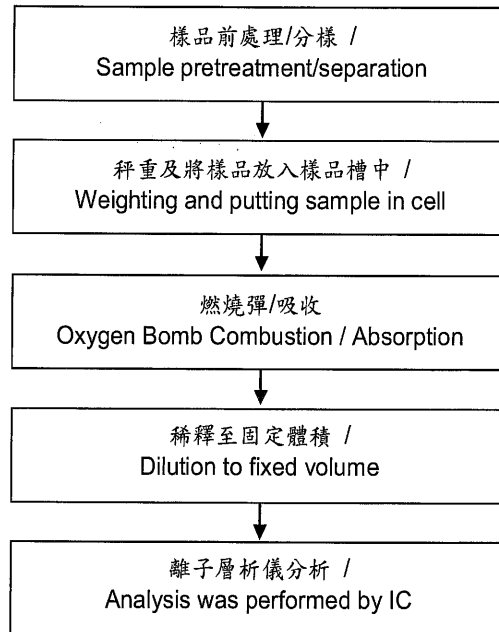 樣品前處理/分樣 /
Sample pretreatment/separation
秤重及將樣品放入樣品槽中 /
Weighting and putting sample in cell
燃燒彈/吸收
Oxygen Bomb Combustion / Absorption
稀釋至固定體積 /
Dilution to fixed volume
離子層析儀分析 /
Analysis was performed by IC